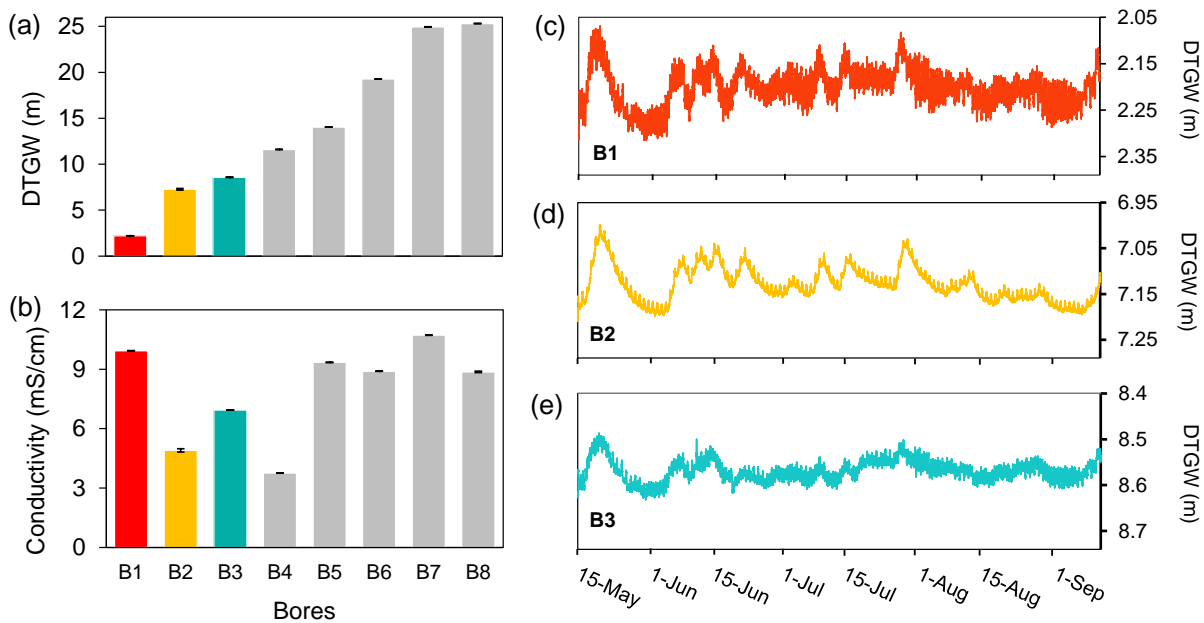 (a)
25
20
15
10
5
0
DTGW (m)
(b)
12
9
6
3
0
Conductivity (mS/cm)
B1 B2 B3 B4 B5 B6 B7 B8
Bores
(c)
2.05
2.15
2.25
2.35
DTGW (m)
B1
(d)
6.95
7.05
7.15
7.25
DTGW (m)
B2
(e)
8.4
8.5
8.6
8.7
DTGW (m)
B3
15-May 1-Jun 15-Jun 1-Jul 15-Jul 1-Aug 15-Aug 1-Sep